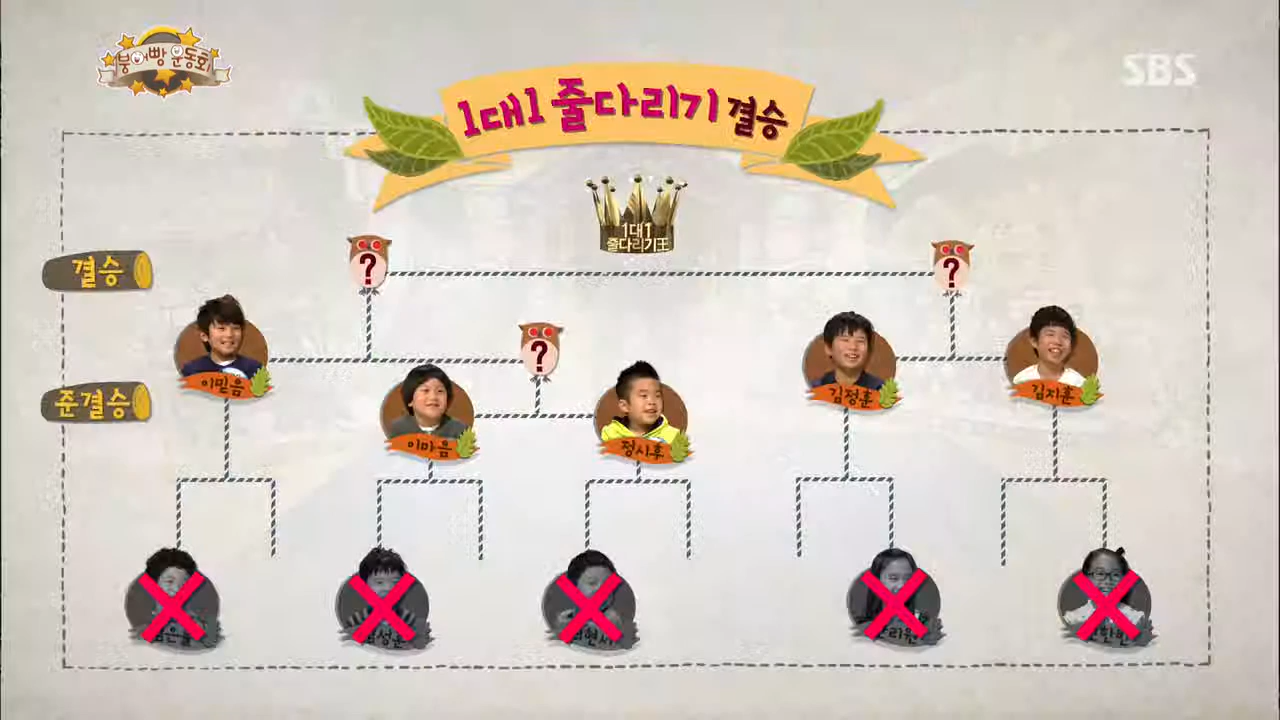 붕어빵 운동회
SBS
1대1 줄다리기 결승
1대1
줄다리기王
결승
?
?
?
이믿음
김정훈
김지훈
준결승
이마음
정시후